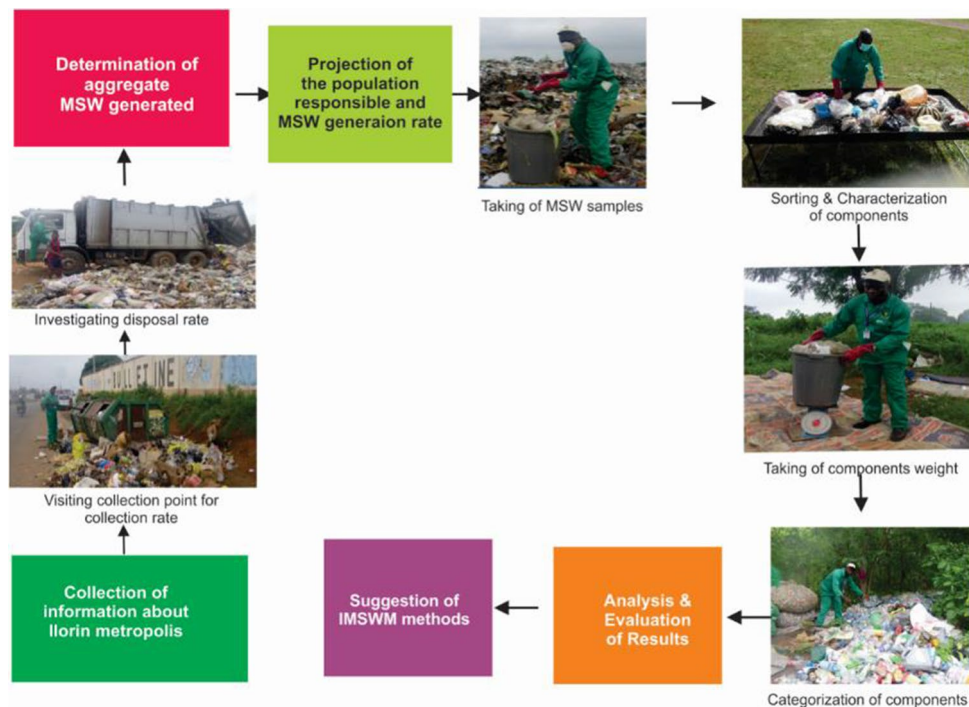 Determination of
aggregate
MSW generated
Projection of
the population
responsible and
MSW generaion rate
Taking of MSW samples
Sorting & Characterization
of components
Investigating disposal rate
Taking of components weight
BULLETINE
Visiting collection point for
collection rate
Collection of
information about
Ilorin metropolis
Suggestion of
IMSWM methods
Analysis &
Evaluation
of Results
Categorization of components